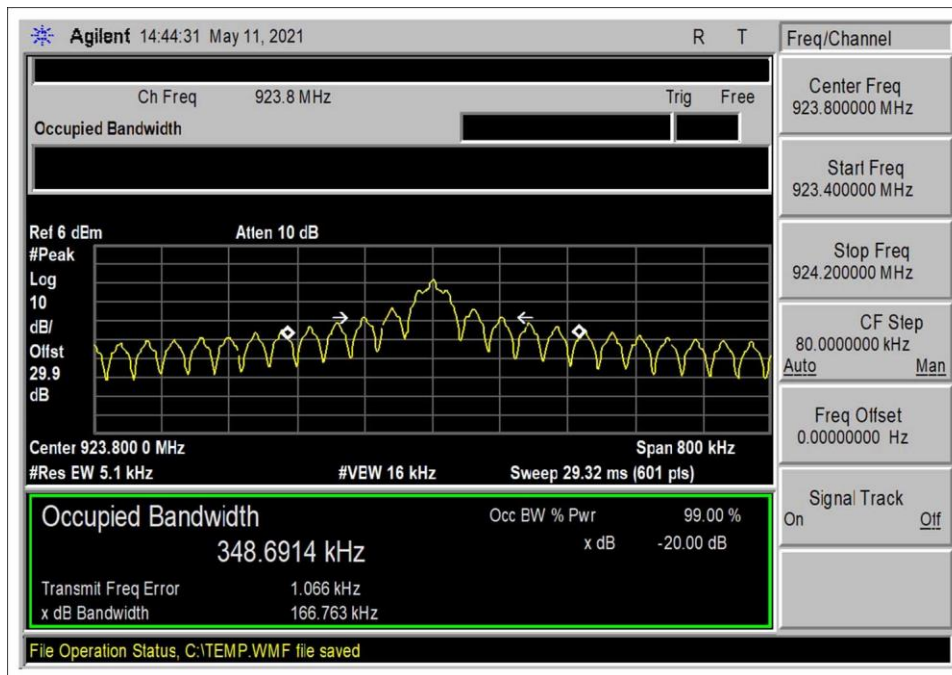 Agilent 14:44:31 May 11, 2021 R T
Freq/Channel
Ch Freq 923.8 MHz Trig Free
Occupied Bandwidth
Center Freq
923.800000 MHz
Start Freq
923.400000 MHz
Stop Freq
924.200000 MHz
CF Step
80.0000000 kHz
Auto Man
Freq Offset
0.00000000 Hz
Signal Track
On Off
Ref 6 dBm Atten 10 dB
#Peak
Log
10
dB/
Offst
29.9
dB
Center 923.800 0 MHz Span 800 kHz
#Res EW 5.1 kHz #VEW 16 kHz Sweep 29.32 ms (601 pts)
Occupied Bandwidth Occ BW % Pwr 99.00 %
348.6914 kHz x dB -20.00 dB
Transmit Freq Error 1.066 kHz
x dB Bandwidth 166.763 kHz
File Operation Status, C:\TEMP.WMF file saved